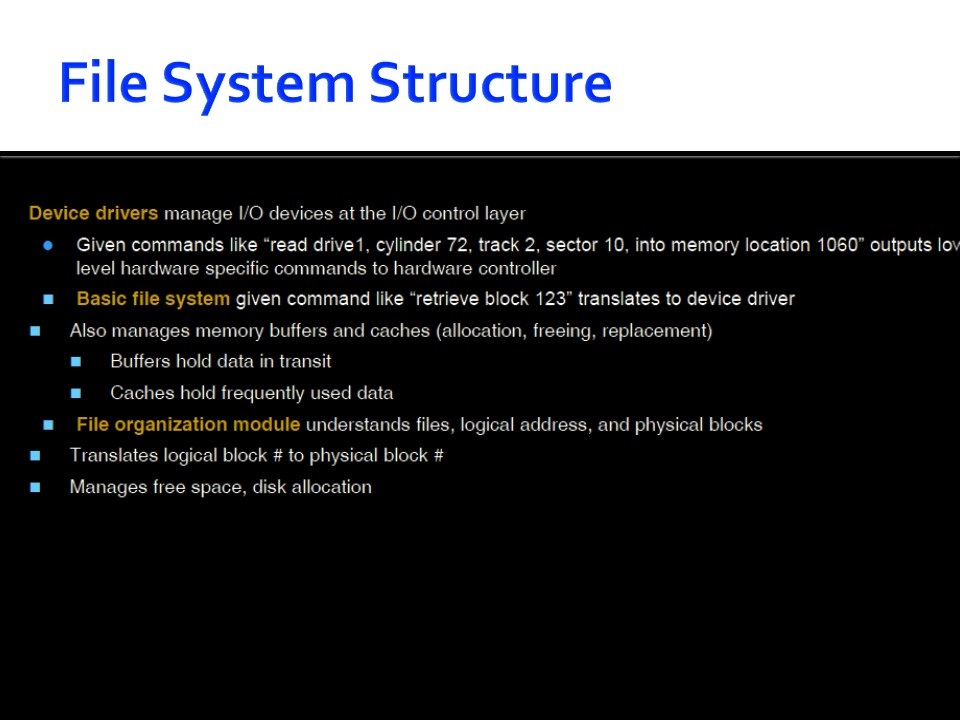 File System Structure
Device drivers manage I/O devices at the I/O control layer
Given commands like “read drive1, cylinder 72, track 2, sector 10, into memory location 1060” outputs
level hardware specific commands to hardware controller
Basic file system given command like “retrieve block 123” translates to device driver
Also manages memory buffers and caches (allocation, freeing, replacement)
Buffers hold data in transit
Caches hold frequently used data
File organization module understands files, logical address, and physical blocks
Translates logical block # to physical block #
Manages free space, disk allocation